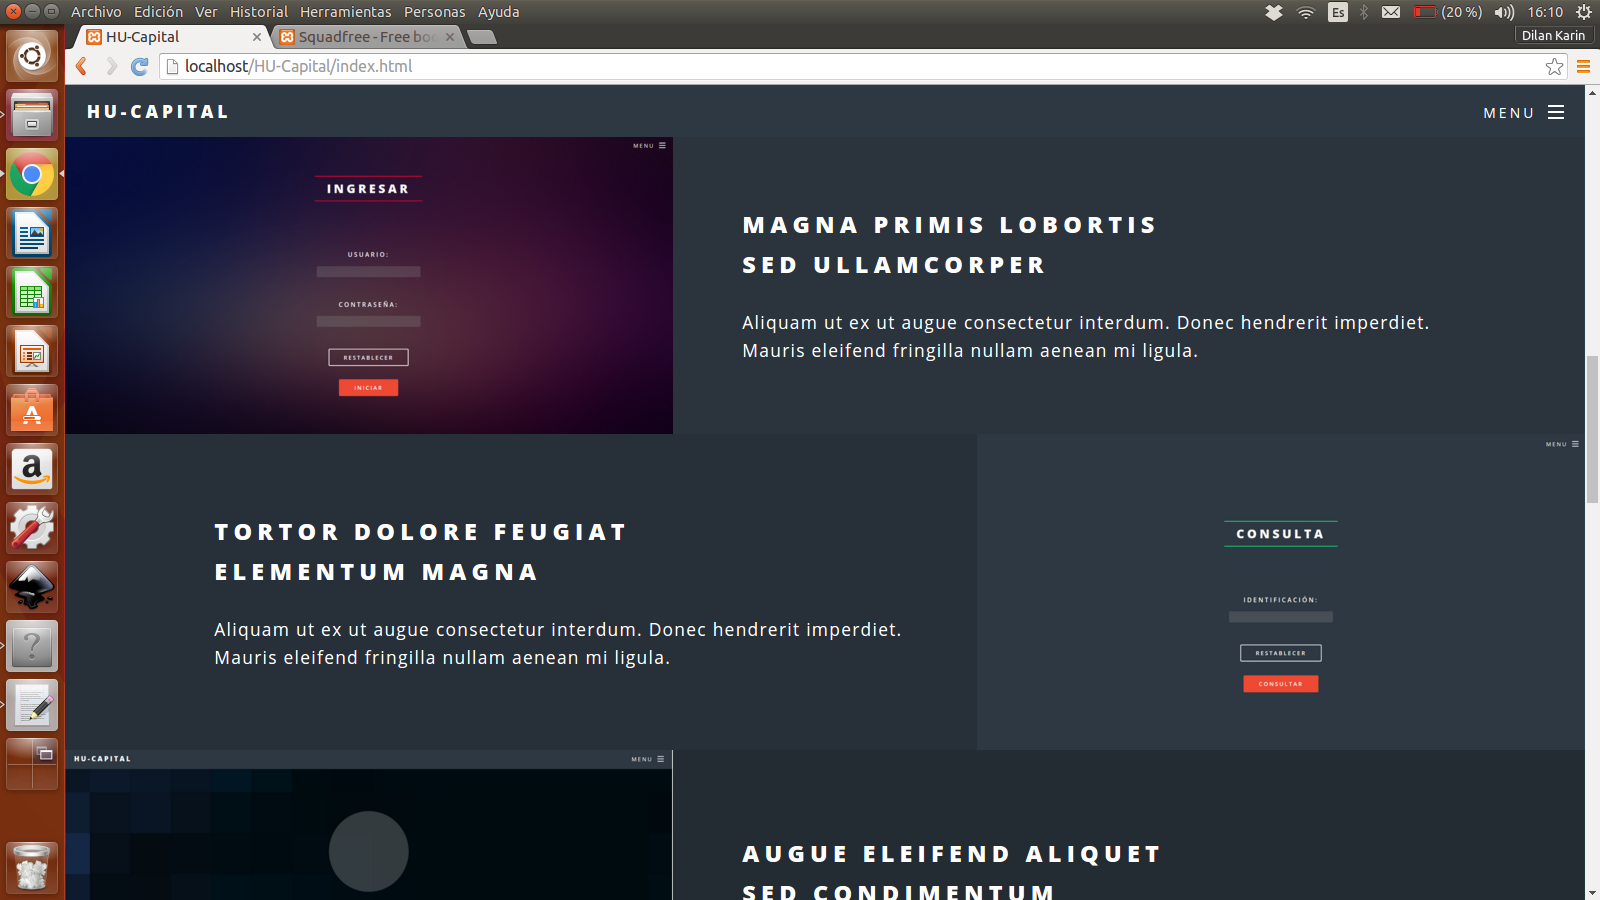 Archivo Edición Ver Historial Herramientas Personas Ayuda
Es
(20 %)
16:10
HU-Capital
Squadfree - Free boo
Dilan Karin
localhost/HU-Capital/index.html
HU-CAPITAL
MENU
MENU
INGRESAR
USUARIO:
CONTRASEÑA:
RESTABLECER
INICIAR
MAGNA PRIMIS LOBORTIS
SED ULLAMCORPER
Aliquam ut ex ut augue consectetur interdum. Donec hendrerit imperdiet.
Mauris eleifend fringilla nullam aenean mi ligula.
TORTOR DOLORE FEUGIAT
ELEMENTUM MAGNA
Aliquam ut ex ut augue consectetur interdum. Donec hendrerit imperdiet.
Mauris eleifend fringilla nullam aenean mi ligula.
MENU
CONSULTA
IDENTIFICACIÓN:
RESTABLECER
CONSULTAR
HU-CAPITAL
MENU
AUGUE ELEIFEND ALIQUET
SED CONDIMENTUM